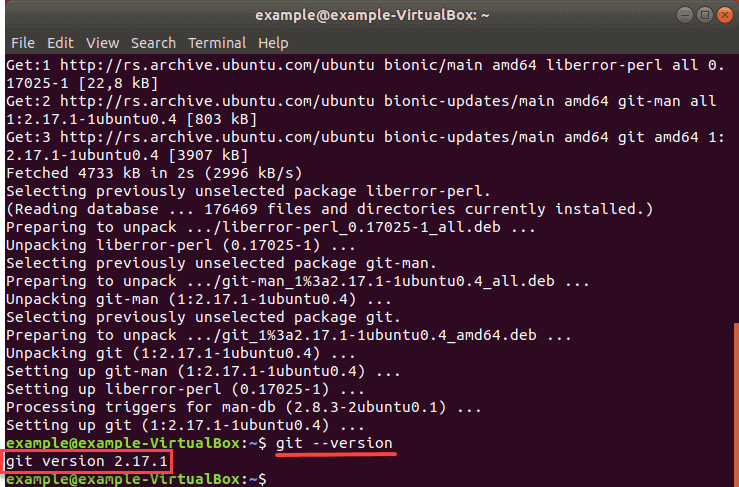 example@example-VirtualBox: ~
File Edit View Search Terminal Help
Get:1 http://rs.archive.ubuntu.com/ubuntu bionic/main amd64 liberror-perl all 0.
17025-1 [22,8 kB]
Get:2 http://rs.archive.ubuntu.com/ubuntu bionic-updates/main amd64 git-man all
1:2.17.1-1ubuntu0.4 [803 kB]
Get:3 http://rs.archive.ubuntu.com/ubuntu bionic-updates/main amd64 git amd64 1:
2.17.1-1ubuntu0.4 [3907 kB]
Fetched 4733 kB in 2s (2996 kB/s)
Selecting previously unselected package liberror-perl.
(Reading database ... 176469 files and directories currently installed.)
Preparing to unpack .../liberror-perl_0.17025-1_all.deb ...
Unpacking liberror-perl (0.17025-1) ...
Selecting previously unselected package git-man.
Preparing to unpack .../git-man_1%3a2.17.1-1ubuntu0.4_all.deb ...
Unpacking git-man (1:2.17.1-1ubuntu0.4) ...
Selecting previously unselected package git.
Preparing to unpack .../git_1%3a2.17.1-1ubuntu0.4_amd64.deb ...
Unpacking git (1:2.17.1-1ubuntu0.4) ...
Setting up git-man (1:2.17.1-1ubuntu0.4) ...
Setting up liberror-perl (0.17025-1) ...
Processing triggers for man-db (2.8.3-2ubuntu0.1) ...
Setting up git (1:2.17.1-1ubuntu0.4) ...
example@example-VirtualBox:~$ git --version
git version 2.17.1
example@example-VirtualBox:~$